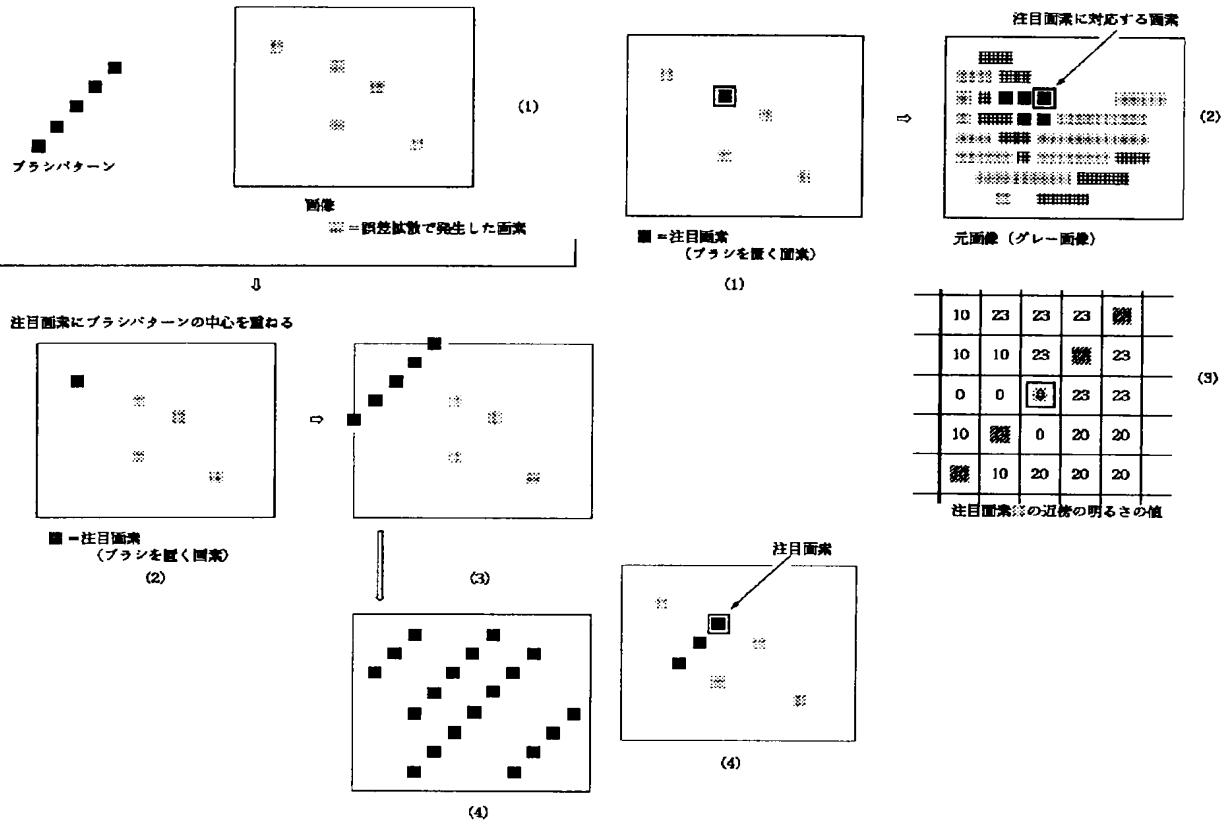 ブラシパターン
画像
(1)
=誤差拡散で発生した画素
注目画素にブラシパターンの中心を重ねる
=注目画素
(ブラシを置く画素)
(2)
(3)
(4)
=注目画素
(ブラシを置く画素)
(1)
注目画素に対応する画素
(2)
元画像(グレー画像)
10 23 23 23
10 10 23 23
0 0 0 23 23
10 0 20 20
10 20 20 20
(3)
注目画素 の近傍の明るさの値
注目画素
(4)